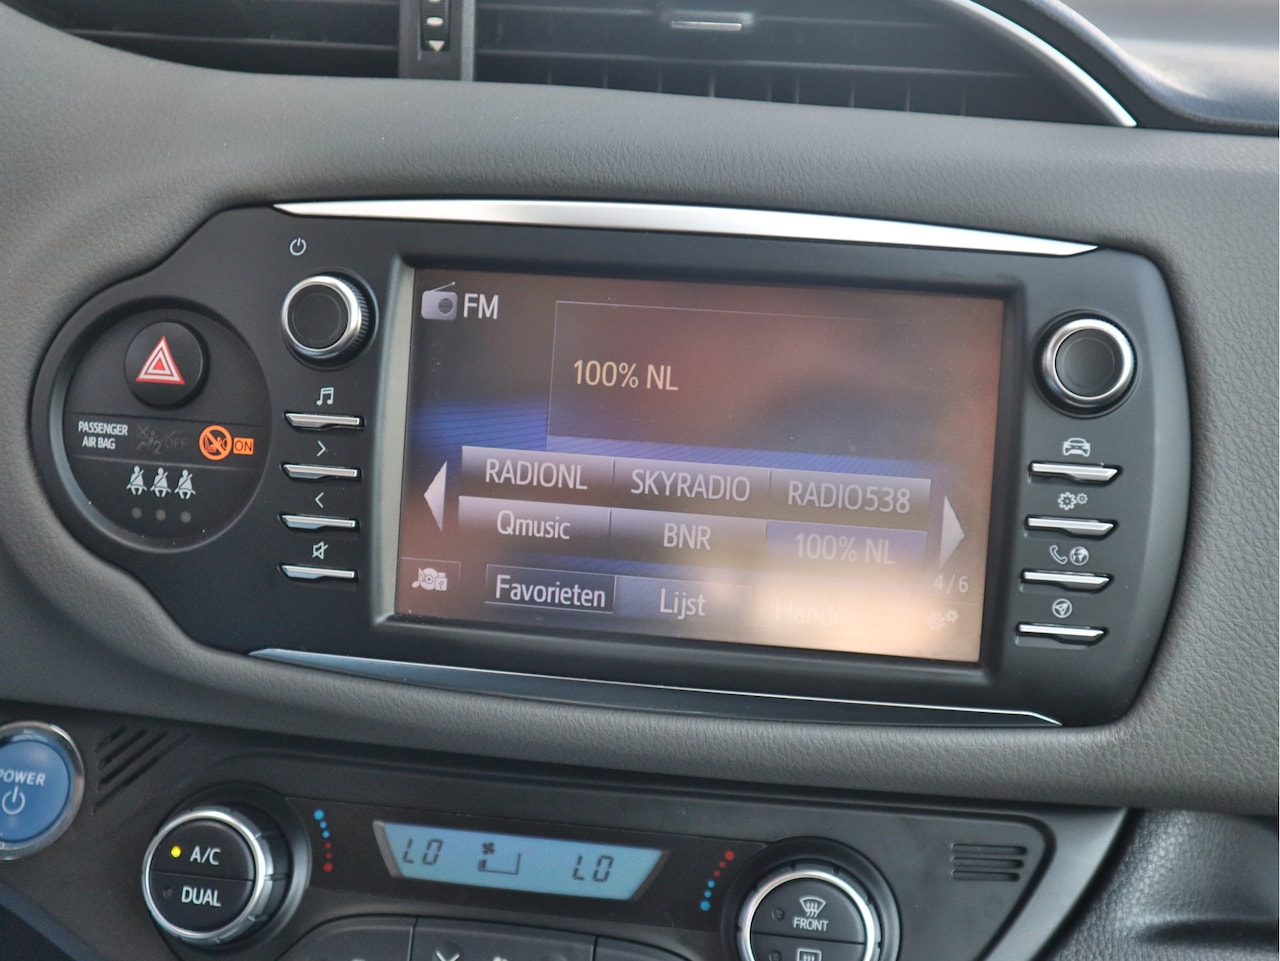 FM
100% NL
PASSENGER
AIR BAG
OFF
ON
2
RADIONL
SKYRADIO
RADIO538
Qmusic
BNR
100% NL
4/6
Favorieten
Lijst
POWER
A/C
DUAL
LO
LO
FRONT